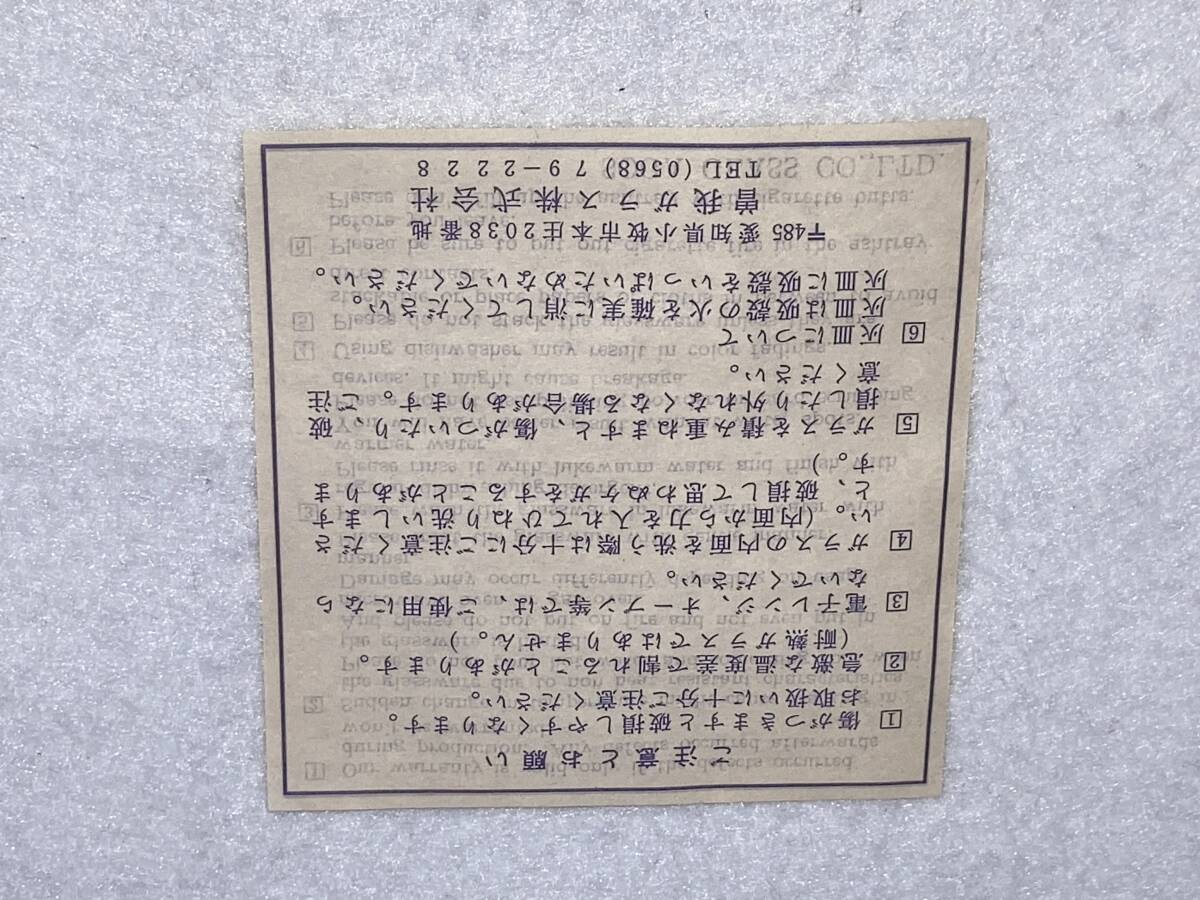 ご注意とお願い
1 傷がつきますと破損しやすくなります。
お取扱いに十分ご注意ください。
2 急激な温度差で割れることがあります。
(耐熱ガラスではありません。)
3 電子レンジ、オーブン等では、ご使用になら
ないでください。
4 ガラスの内面を洗う際は十分にご注意くださ
い。(内面から力を入れてひねり洗いします
と、破損して思わぬケガをすることがありま
す。)
5 ガラスを積み重ねますと、傷がついたり、破
損したり外れなくなる場合があります。ご注
意ください。
6 灰皿について
灰皿は吸殻の火を確実に消してください。
灰皿に吸殻をいっぱいためないでください。
〒485 愛知県小牧市本庄2038番地
曽我ガラス株式会社
TEL (0568) 79-2228